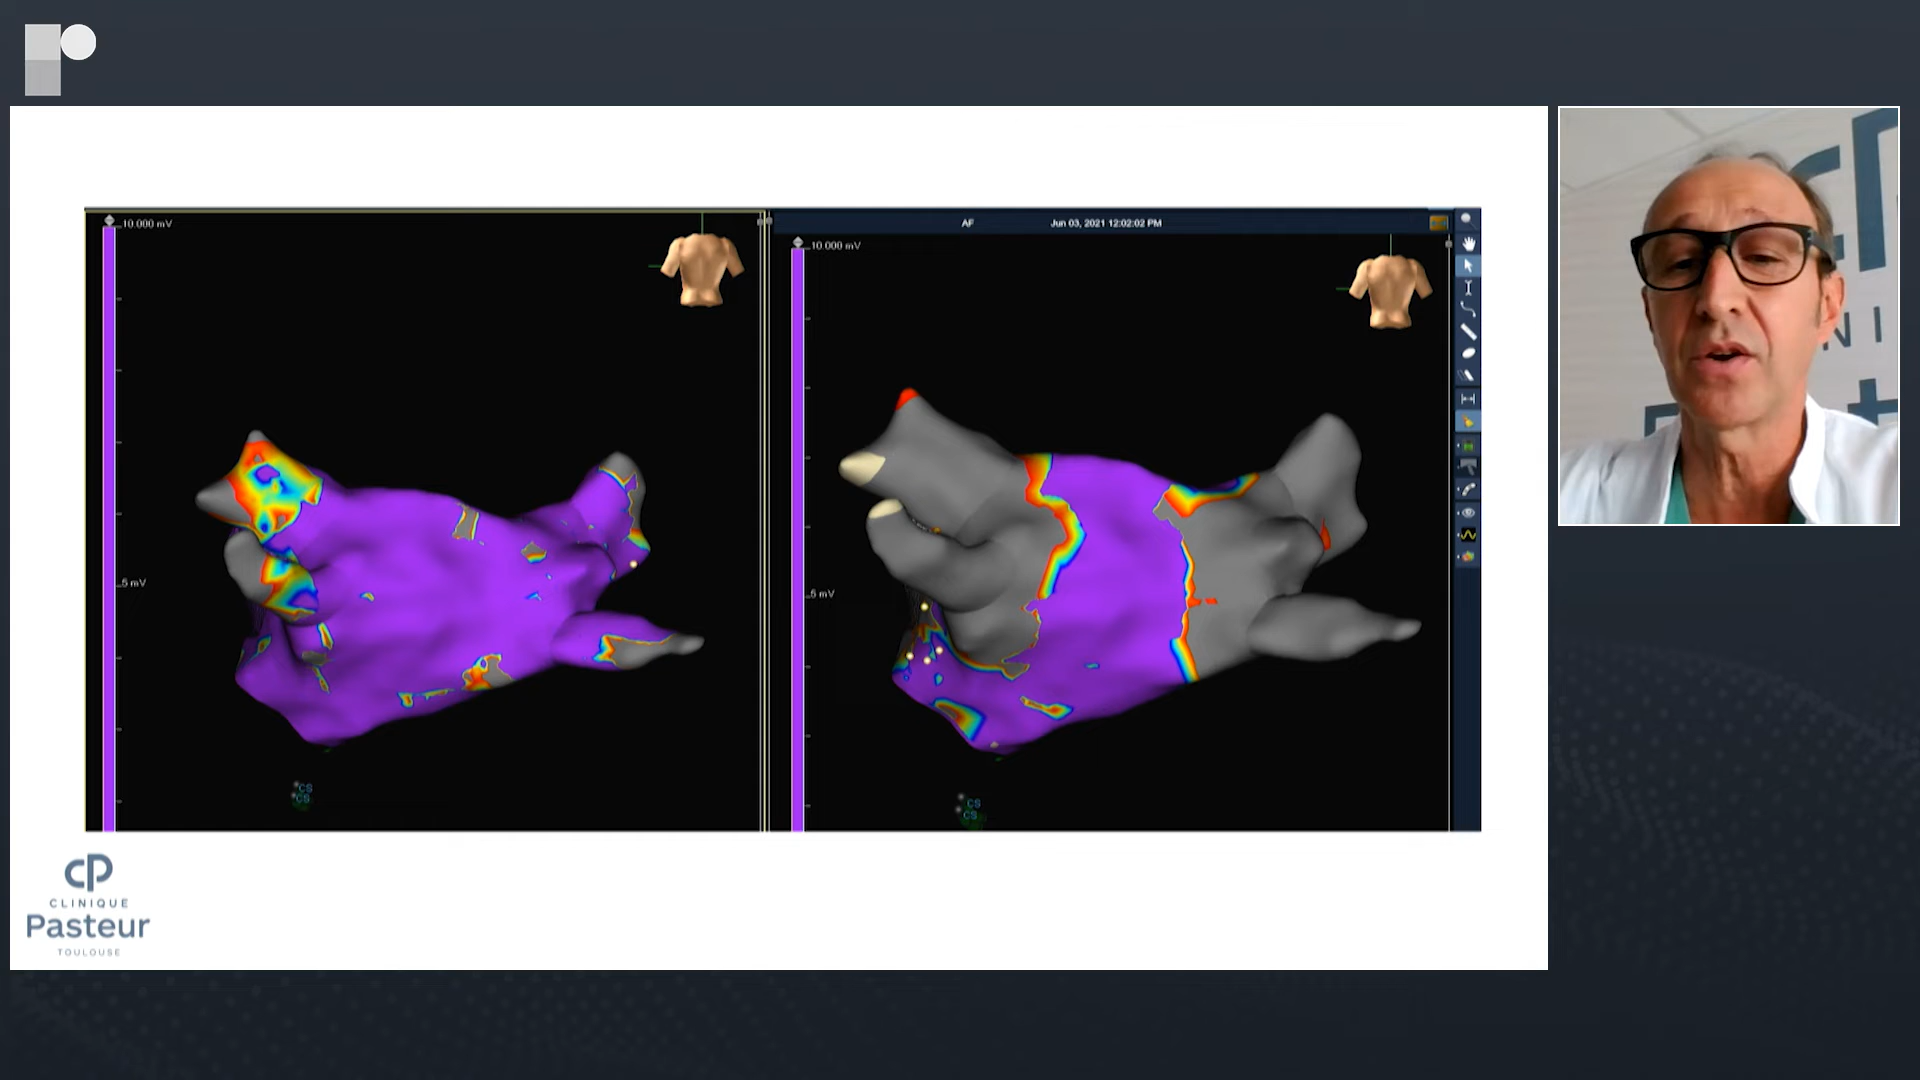 10.000 mV
AF
Jun 03, 2021 12:02:02 PM
10.000 mV
5 mV
5 mV
CS
CS
CS
CS
CP
CLINIQUE
Pasteur
TOULOUSE
NI